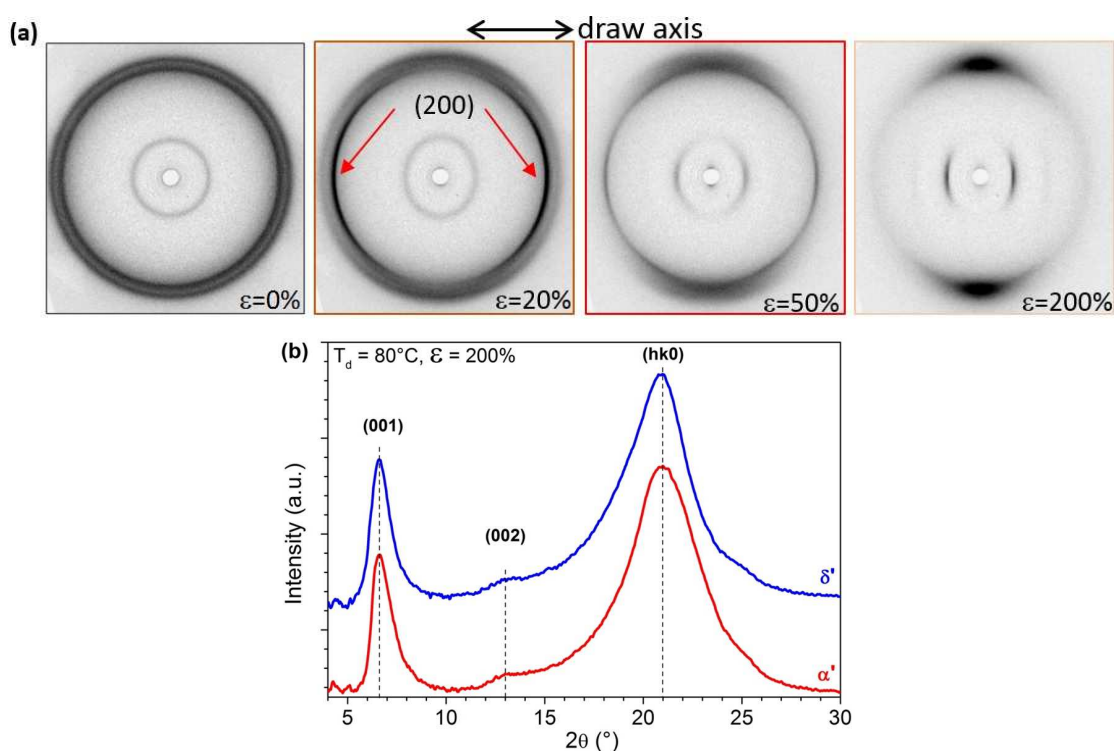 (a)
draw axis
(200)
ε=0%
ε=20%
ε=50%
ε=200%
(b)
T_d = 80°C, ε = 200%
(hk0)
(001)
(002)
δ'
α'
Intensity (a.u.)
5 10 15 20 25 30
2θ (°)